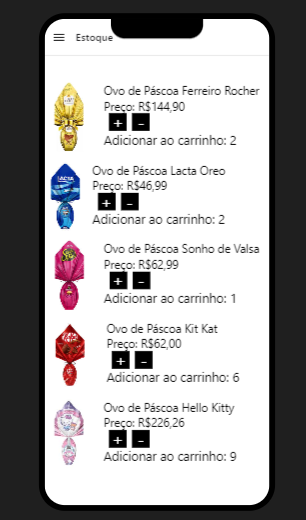 Estoque
Ovo de Páscoa Ferreiro Rocher
Preço: R$144,90
+ -
Adicionar ao carrinho: 2
LACTA
Ovo de Páscoa Lacta Oreo
Preço: R$46,99
+ -
Adicionar ao carrinho: 2
Ovo de Páscoa Sonho de Valsa
Preço: R$62,99
+ -
Adicionar ao carrinho: 1
Ovo de Páscoa Kit Kat
Preço: R$62,00
+ -
Adicionar ao carrinho: 6
Ovo de Páscoa Hello Kitty
Preço: R$226,26
+ -
Adicionar ao carrinho: 9